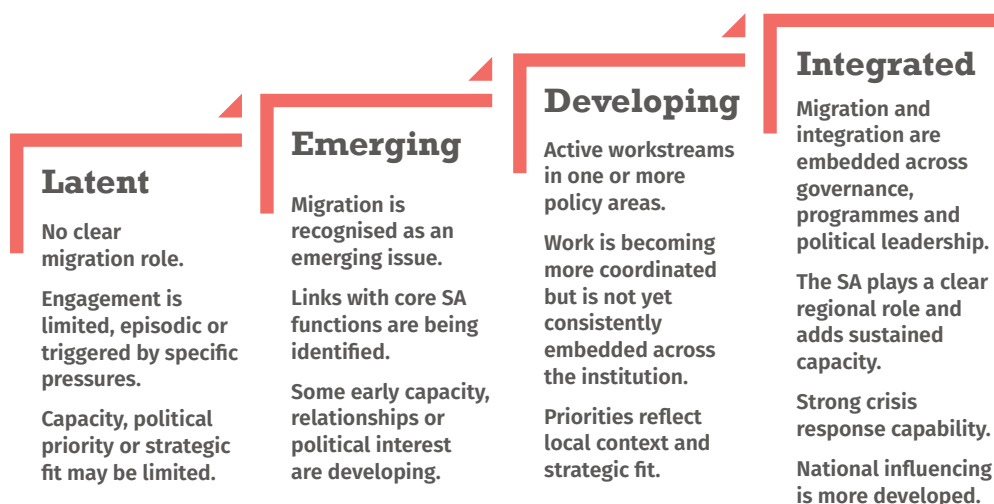 Latent
No clear
migration role.
Engagement is
limited, episodic or
triggered by specific
pressures.
Capacity, political
priority or strategic
fit may be limited.
Emerging
Migration is
recognised as an
emerging issue.
Links with core SA
functions are being
identified.
Some early capacity,
relationships or
political interest
are developing.
Developing
Active workstreams
in one or more
policy areas.
Work is becoming
more coordinated
but is not yet
consistently
embedded across
the institution.
Priorities reflect
local context and
strategic fit.
Integrated
Migration and
integration are
embedded across
governance,
programmes and
political leadership.
The SA plays a clear
regional role and
adds sustained
capacity.
Strong crisis
response capability.
National influencing
is more developed.